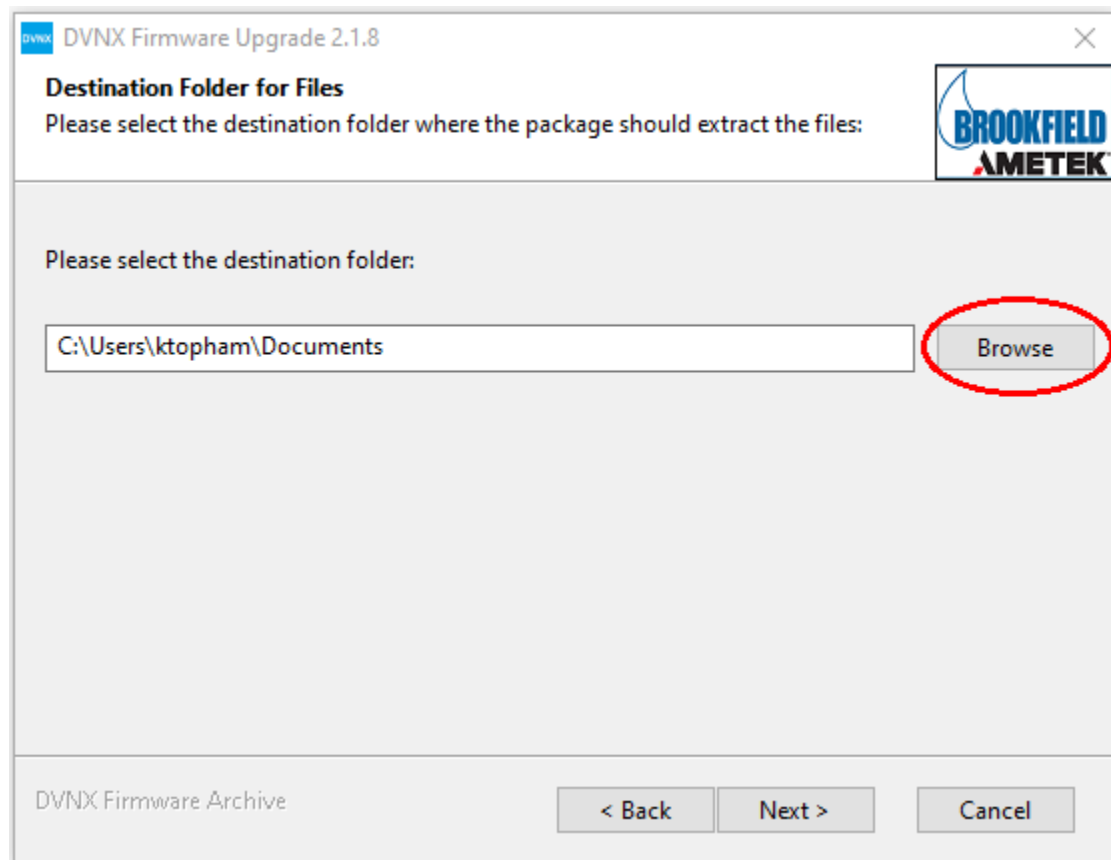 DVNX DVNX Firmware Upgrade 2.1.8
Destination Folder for Files
Please select the destination folder where the package should extract the files:
BROOKFIELD
AMETEK
Please select the destination folder:
C:\Users\ktopham\Documents
Browse
DVNX Firmware Archive
< Back
Next >
Cancel